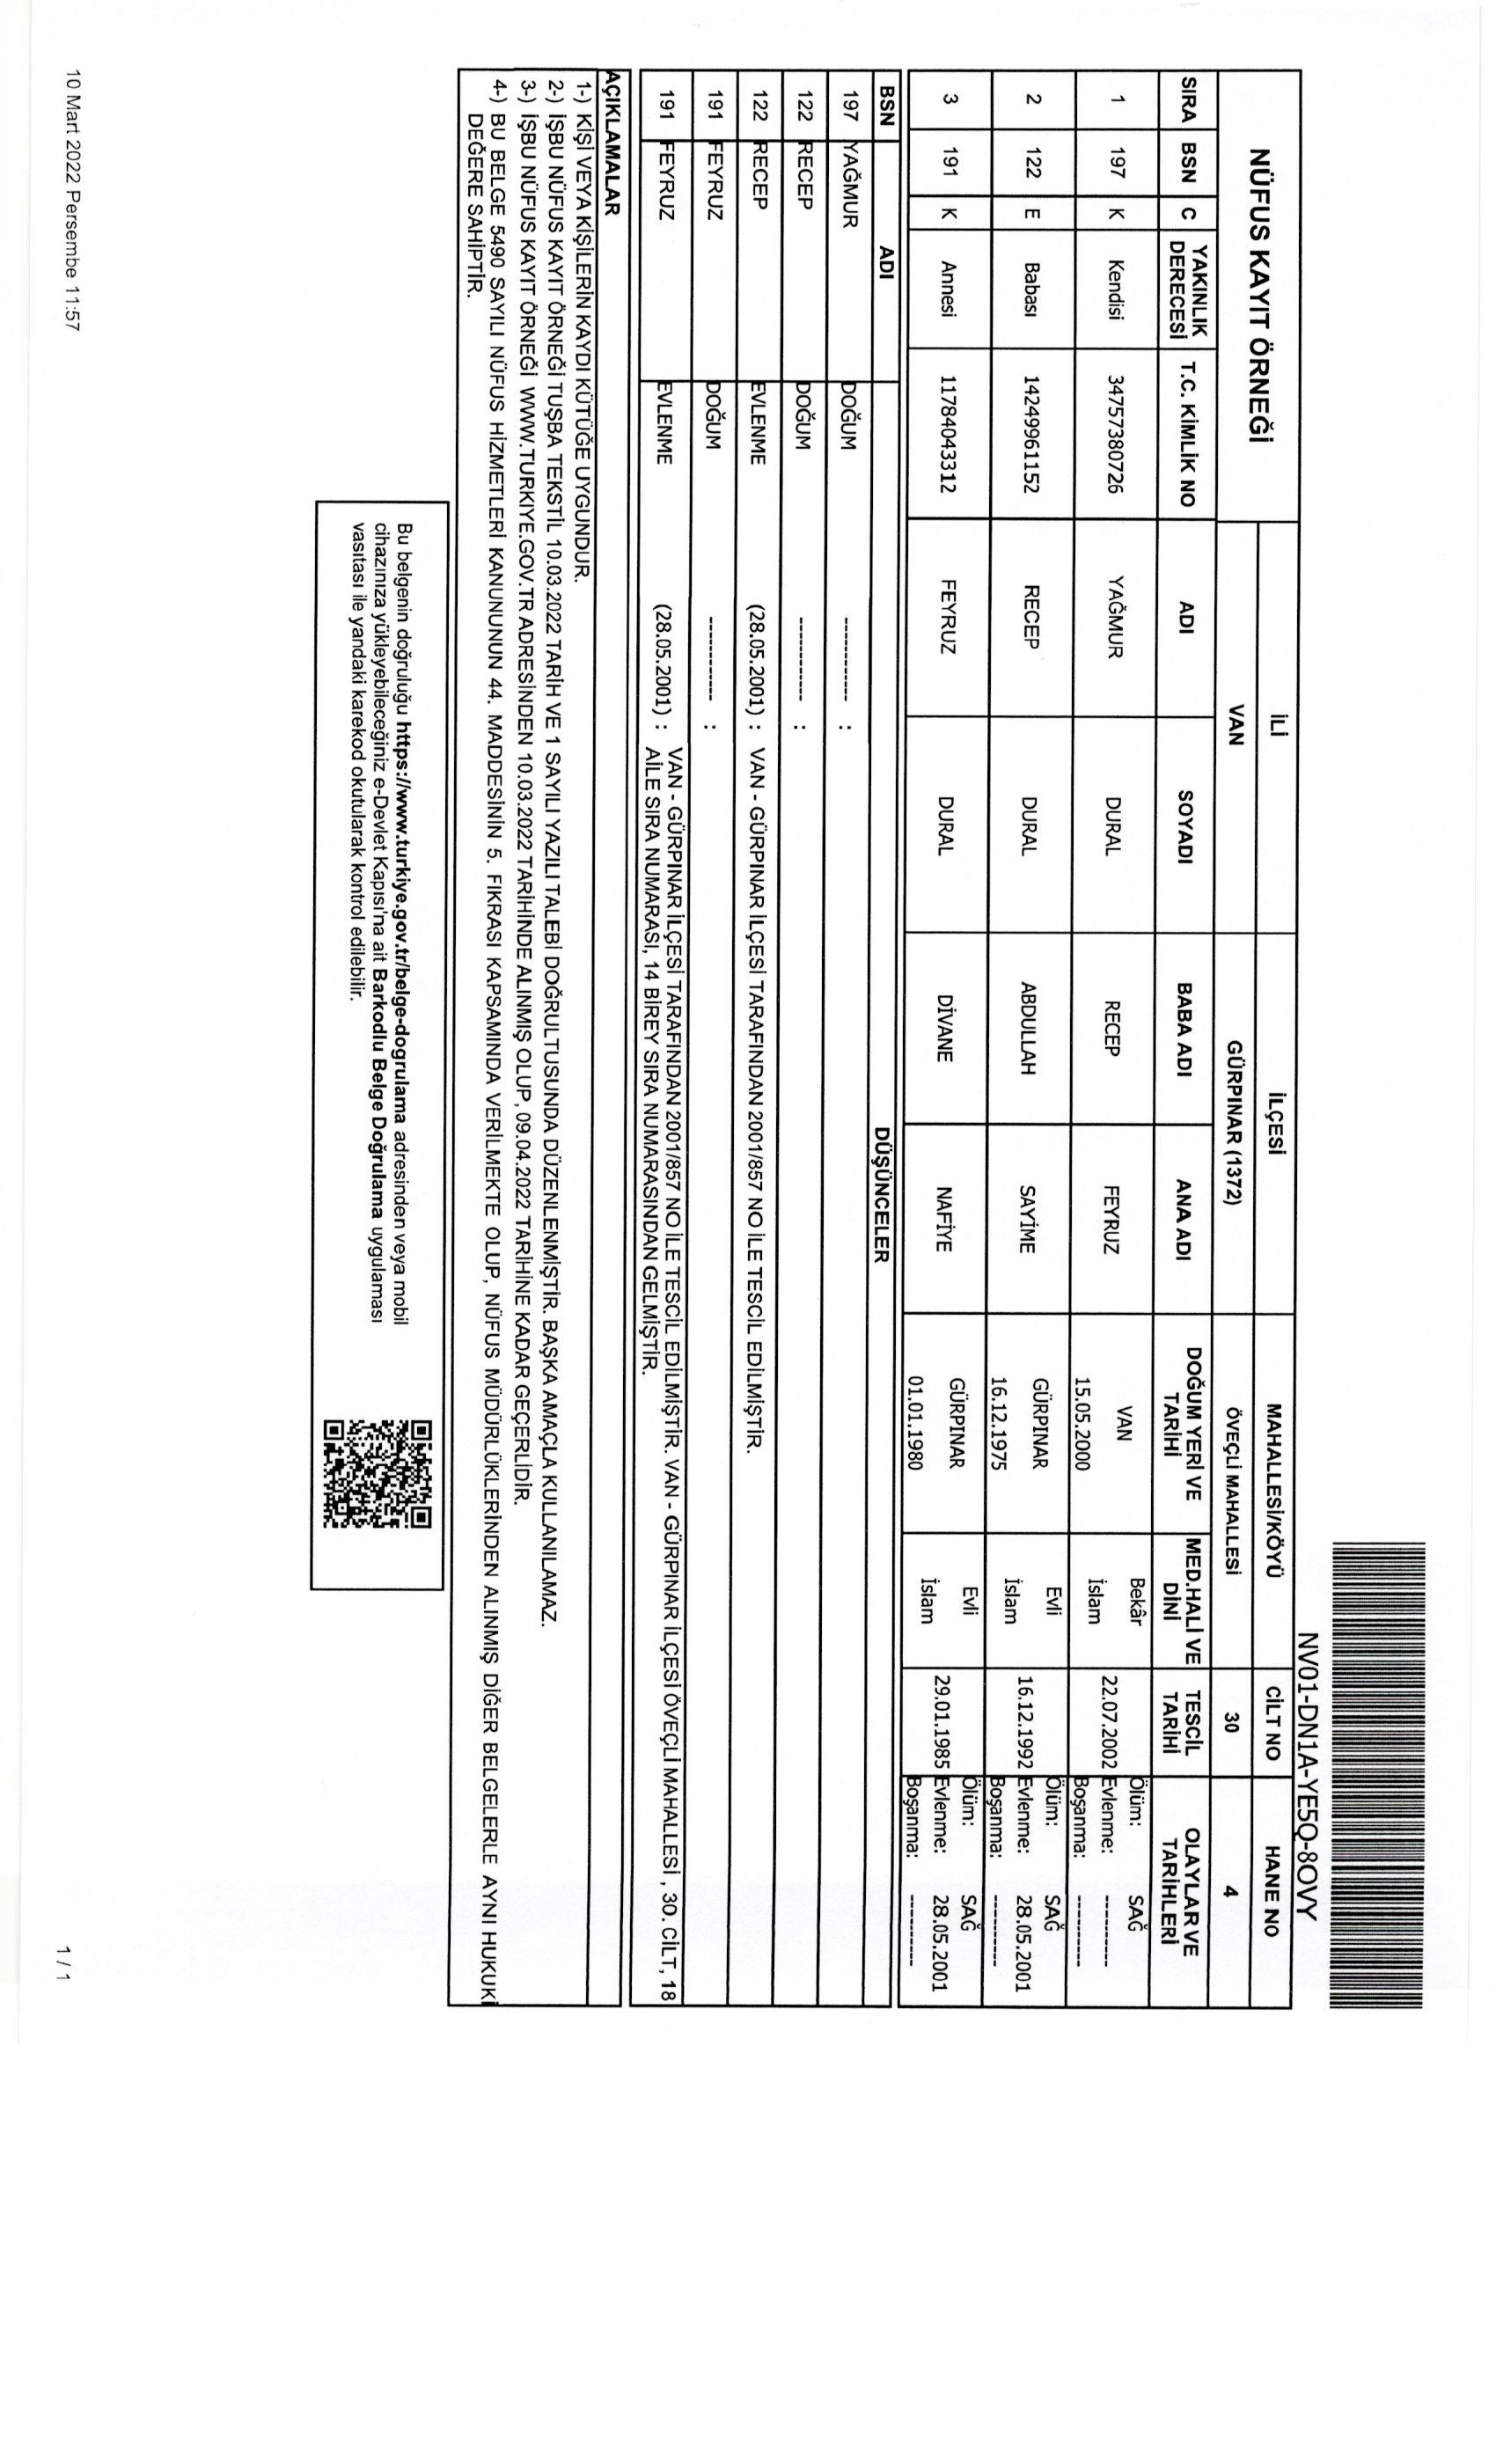 NV01-DN1A-YE5Q-8OVY
NÜFUS KAYIT ÖRNEĞİ
İLİ İLÇESİ MAHALLESİ/KÖYÜ CİLT NO HANE NO
VAN GÜRPINAR (1372) ÖVEÇLİ MAHALLESİ 30 4
SIRA BSN C YAKINLIK DERECESİ T.C. KİMLİK NO ADI SOYADI BABA ADI ANA ADI DOĞUM YERİ VE TARİHİ MED.HALİ VE DİNİ TESCİL TARİHİ OLAYLAR VE TARİHLERİ
1 197 K Kendisi 34757380726 YAĞMUR DURAL RECEP FEYRUZ VAN 15.05.2000 Bekâr İslam 22.07.2002 Ölüm: SAĞ
Evlenme: ----------
Boşanma: ----------
2 122 E Babası 14249961152 RECEP DURAL ABDULLAH SAYİME GÜRPINAR 16.12.1975 Evli İslam 16.12.1992 Ölüm: SAĞ
Evlenme: 28.05.2001
Boşanma: ----------
3 191 K Annesi 11784043312 FEYRUZ DURAL DİVANE NAFİYE GÜRPINAR 01.01.1980 Evli İslam 29.01.1985 Ölüm: SAĞ
Evlenme: 28.05.2001
Boşanma: ----------
BSN ADI DÜŞÜNCELER
197 YAĞMUR DOĞUM ------------ :
122 RECEP DOĞUM ------------ :
122 RECEP EVLENME (28.05.2001) : VAN - GÜRPINAR İLÇESİ TARAFINDAN 2001/857 NO İLE TESCİL EDİLMİŞTİR.
191 FEYRUZ DOĞUM ------------ :
191 FEYRUZ EVLENME (28.05.2001) : VAN - GÜRPINAR İLÇESİ TARAFINDAN 2001/857 NO İLE TESCİL EDİLMİŞTİR. VAN - GÜRPINAR İLÇESİ ÖVEÇLİ MAHALLESİ , 30. CİLT, 18
AİLE SIRA NUMARASI, 14 BİREY SIRA NUMARASINDAN GELMİŞTİR.
AÇIKLAMALAR
1-) KİŞİ VEYA KİŞİLERİN KAYDI KÜTÜĞE UYGUNDUR.
2-) İŞBU NÜFUS KAYIT ÖRNEĞİ TUŞBA TEKSTİL 10.03.2022 TARİH VE 1 SAYILI YAZILI TALEBİ DOĞRULTUSUNDA DÜZENLENMİŞTİR. BAŞKA AMAÇLA KULLANILAMAZ.
3-) İŞBU NÜFUS KAYIT ÖRNEĞİ WWW.TURKIYE.GOV.TR ADRESİNDEN 10.03.2022 TARİHİNDE ALINMIŞ OLUP, 09.04.2022 TARİHİNE KADAR GEÇERLİDİR.
4-) BU BELGE 5490 SAYILI NÜFUS HİZMETLERİ KANUNUNUN 44. MADDESİNİN 5. FIKRASI KAPSAMINDA VERİLMEKTE OLUP, NÜFUS MÜDÜRLÜKLERİNDEN ALINMIŞ DİĞER BELGELERLE AYNI HUKUKİ
DEĞERE SAHİPTİR.
Bu belgenin doğruluğu https://www.turkiye.gov.tr/belge-dogrulama adresinden veya mobil
cihazınıza yükleyebileceğiniz e-Devlet Kapısı'na ait Barkodlu Belge Doğrulama uygulaması
vasıtası ile yandaki karekod okutularak kontrol edilebilir.
10 Mart 2022 Persembe 11:57
1 / 1